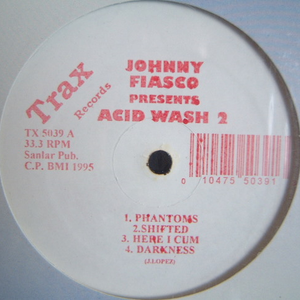 Trax
Records
JOHNNY
FIASCO
PRESENTS
ACID WASH 2
TX 5039 A
33.3 RPM
Sanlar Pub.
C.P. BMI 1995
0 10475 50391
1. PHANTOMS
2.SHIFTED
3. HERE I CUM
4. DARKNESS
(J.LOPEZ)